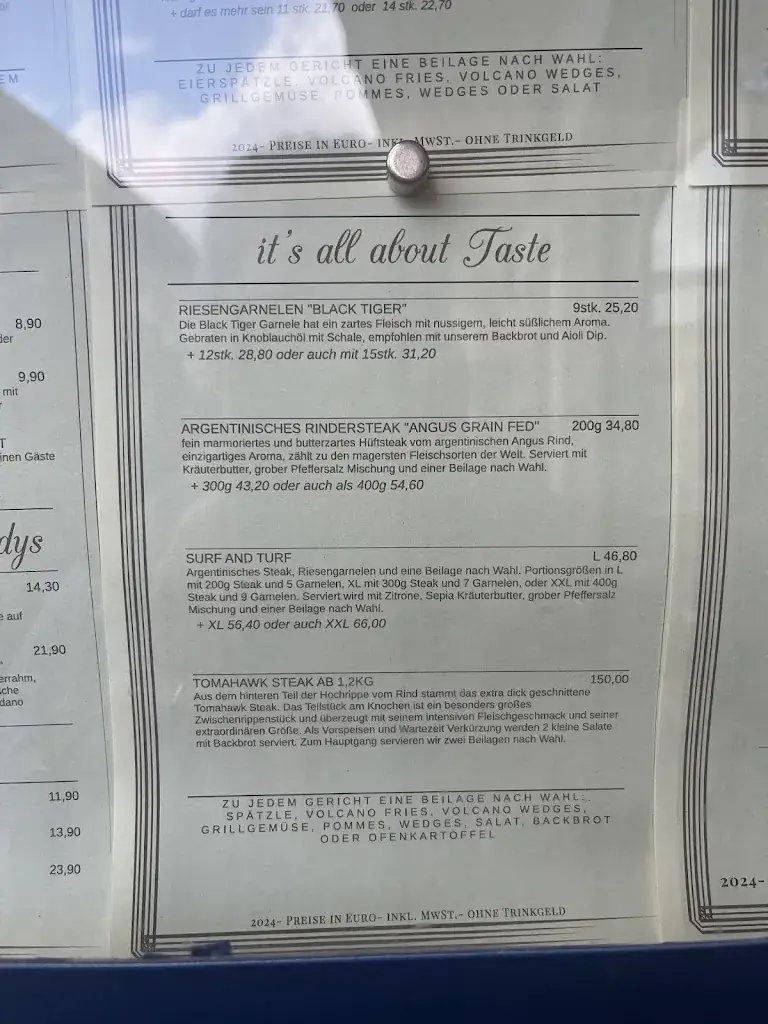 + darf es mehr sein 11 stk. 21,70 oder 14 stk. 22,70
ZU JEDEM GERICHT EINE BEILAGE NACH WAHL:
EIERSPÄTZLE, VOLCANO FRIES, VOLCANO WEDGES,
GRILLGEMÜSE, POMMES, WEDGES ODER SALAT
2024- PREISE IN EURO- INKL. MWST.- OHNE TRINKGELD
EM
8,90
der
9,90
mit
T
inen Gäste
dys
14,30
e auf
21,90
errahm,
sche
dano
11,90
13,90
23,90
it's all about Taste
RIESENGARNELEN "BLACK TIGER" 9stk. 25,20
Die Black Tiger Garnele hat ein zartes Fleisch mit nussigem, leicht süßlichem Aroma.
Gebraten in Knoblauchöl mit Schale, empfohlen mit unserem Backbrot und Aioli Dip.
+ 12stk. 28,80 oder auch mit 15stk. 31,20
ARGENTINISCHES RINDERSTEAK "ANGUS GRAIN FED" 200g 34,80
fein marmoriertes und butterzartes Hüftsteak vom argentinischen Angus Rind,
einzigartiges Aroma, zählt zu den magersten Fleischsorten der Welt. Serviert mit
Kräuterbutter, grober Pfeffersalz Mischung und einer Beilage nach Wahl.
+ 300g 43,20 oder auch als 400g 54,60
SURF AND TURF L 46,80
Argentinisches Steak, Riesengarnelen und eine Beilage nach Wahl. Portionsgrößen in L
mit 200g Steak und 5 Garnelen, XL mit 300g Steak und 7 Garnelen, oder XXL mit 400g
Steak und 9 Garnelen. Serviert wird mit Zitrone, Sepia Kräuterbutter, grober Pfeffersalz
Mischung und einer Beilage nach Wahl.
+ XL 56,40 oder auch XXL 66,00
TOMAHAWK STEAK AB 1,2KG 150,00
Aus dem hinteren Teil der Hochrippe vom Rind stammt das extra dick geschnittene
Tomahawk Steak. Das Teilstück am Knochen ist ein besonders großes
Zwischenrippenstück und überzeugt mit seinem intensiven Fleischgeschmack und seiner
extraordinären Größe. Als Vorspeisen und Wartezeit Verkürzung werden 2 kleine Salate
mit Backbrot serviert. Zum Hauptgang servieren wir zwei Beilagen nach Wahl.
ZU JEDEM GERICHT EINE BEILAGE NACH WAHL:
SPÄTZLE, VOLCANO FRIES, VOLCANO WEDGES,
GRILLGEMÜSE, POMMES, WEDGES, SALAT, BACKBROT
ODER OFENKARTOFFEL
2024- PREISE IN EURO- INKL. MWST.- OHNE TRINKGELD
2024-